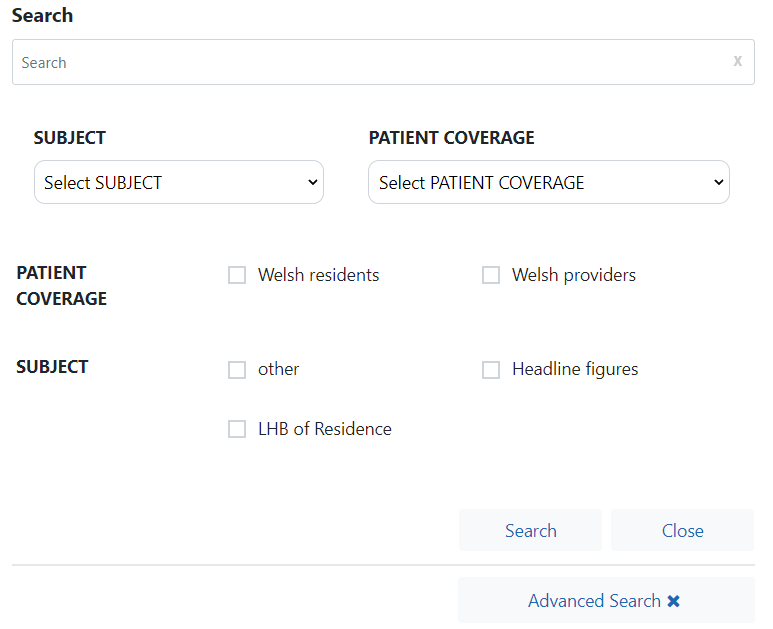 Search
Search x
SUBJECT PATIENT COVERAGE
Select SUBJECT Select PATIENT COVERAGE
PATIENT Welsh residents Welsh providers
COVERAGE
SUBJECT other Headline figures
LHB of Residence
Search Close
Advanced Search ✖